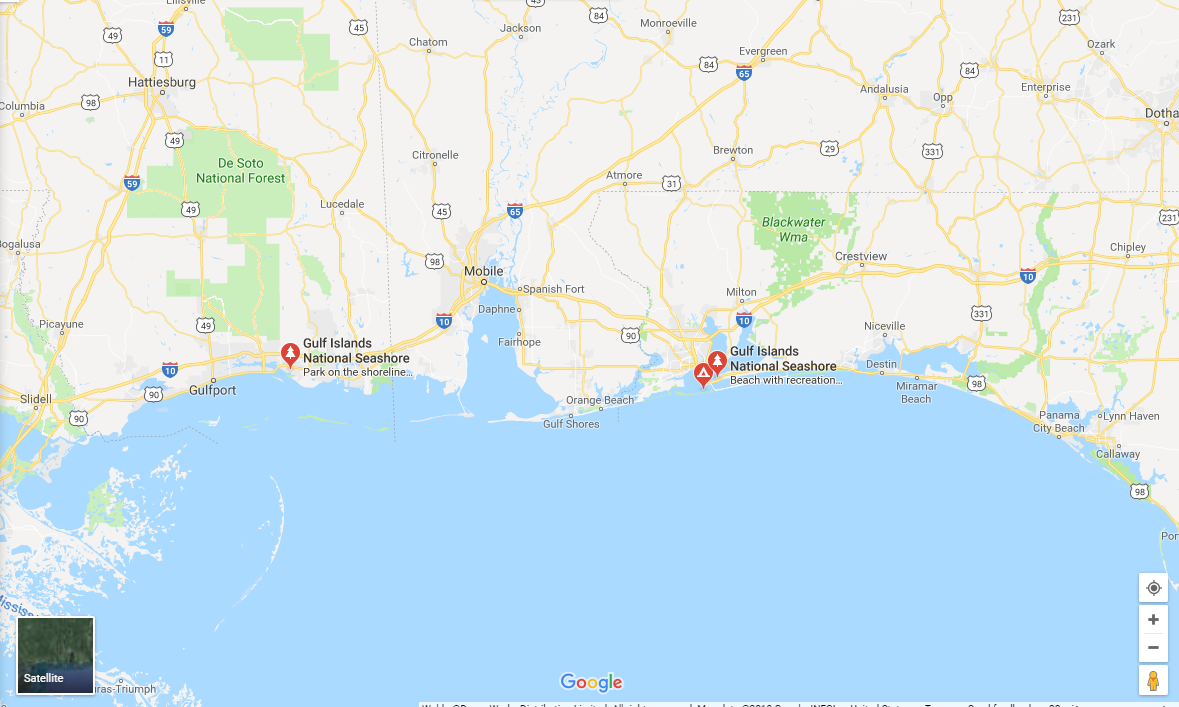 Ellisville
43
84
231
49
59
45
Jackson
Monroeville
Chatom
Evergreen
Ozark
11
84
65
84
Hattiesburg
Andalusia
Enterprise
Columbia
98
Opp
Dotha
49
De Soto
National Forest
Citronelle
Brewton
29
331
59
Atmore
31
49
Lucedale
45
65
231
Blackwater
Wma
Bogalusa
98
Crestview
Chipley
Mobile
10
Spanish Fort
Milton
Daphne
331
49
Picayune
10
10
Niceville
90
Fairhope
Gulf Islands
National Seashore
Park on the shoreline...
Gulf Islands
National Seashore
Beach with recreation...
10
Gulfport
90
Destin
Miramar
Beach
98
Slidell
Orange Beach
90
Gulf Shores
Panama
City Beach
Lynn Haven
Callaway
98
Por
Mississ
Satellite
ras-Triumph
Google